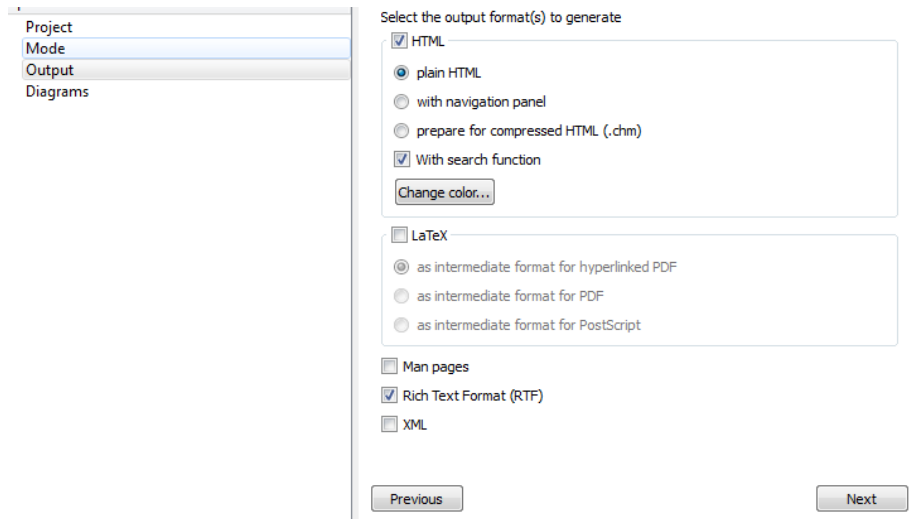 Project
Mode
Output
Diagrams
Select the output format(s) to generate
HTML
plain HTML
with navigation panel
prepare for compressed HTML (.chm)
With search function
Change color...
LaTeX
as intermediate format for hyperlinked PDF
as intermediate format for PDF
as intermediate format for PostScript
Man pages
Rich Text Format (RTF)
XML
Previous
Next